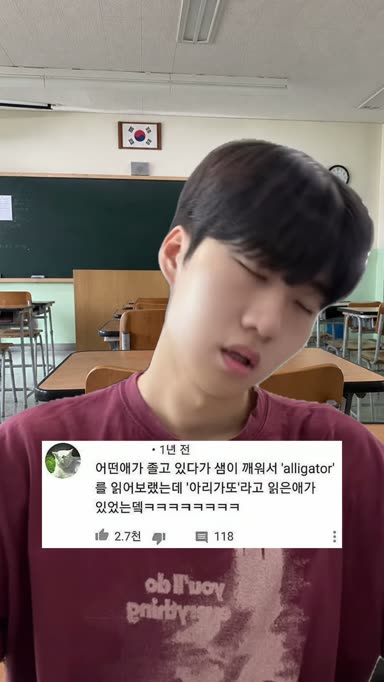 • 1년 전
어떤애가 졸고 있다가 샘이 깨워서 'alligator'
를 읽어보랬는데 '아리가또'라고 읽은애가
있었는뎈ㅋㅋㅋㅋㅋㅋㅋㅋ
2.7천 118
you'll do
everything